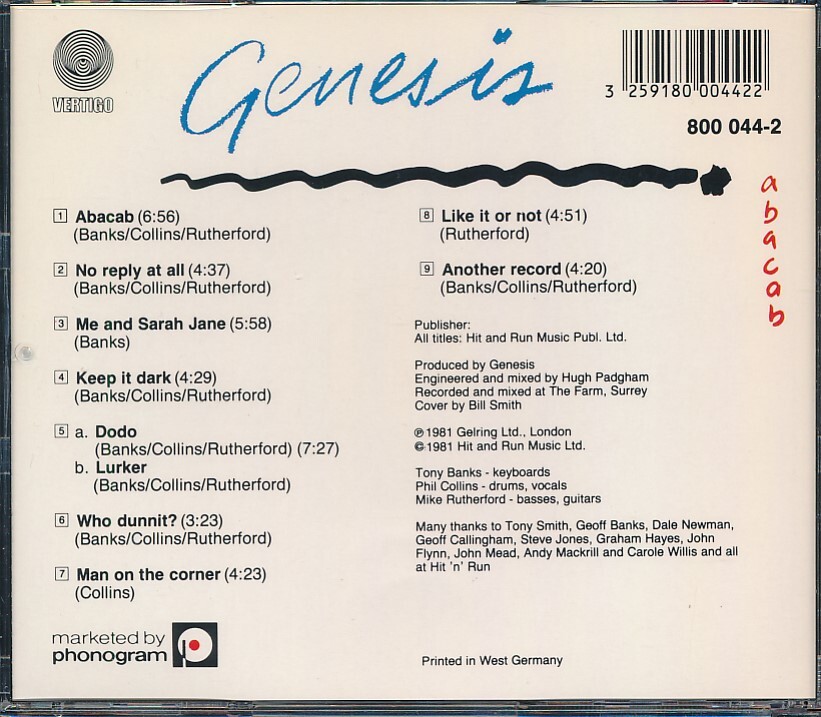 VERTIGO
Genesis
3 259180 004422
800 044-2
abacab
1 Abacab (6:56)
(Banks/Collins/Rutherford)
2 No reply at all (4:37)
(Banks/Collins/Rutherford)
3 Me and Sarah Jane (5:58)
(Banks)
4 Keep it dark (4:29)
(Banks/Collins/Rutherford)
5 a. Dodo
(Banks/Collins/Rutherford) (7:27)
b. Lurker
(Banks/Collins/Rutherford)
6 Who dunnit? (3:23)
(Banks/Collins/Rutherford)
7 Man on the corner (4:23)
(Collins)
8 Like it or not (4:51)
(Rutherford)
9 Another record (4:20)
(Banks/Collins/Rutherford)
Publisher:
All titles: Hit and Run Music Publ. Ltd.
Produced by Genesis
Engineered and mixed by Hugh Padgham
Recorded and mixed at The Farm, Surrey
Cover by Bill Smith
℗ 1981 Gelring Ltd., London
© 1981 Hit and Run Music Ltd.
Tony Banks - keyboards
Phil Collins - drums, vocals
Mike Rutherford - basses, guitars
Many thanks to Tony Smith, Geoff Banks, Dale Newman,
Geoff Callingham, Steve Jones, Graham Hayes, John
Flynn, John Mead, Andy Mackrill and Carole Willis and all
at Hit 'n' Run
marketed by
phonogram
Printed in West Germany